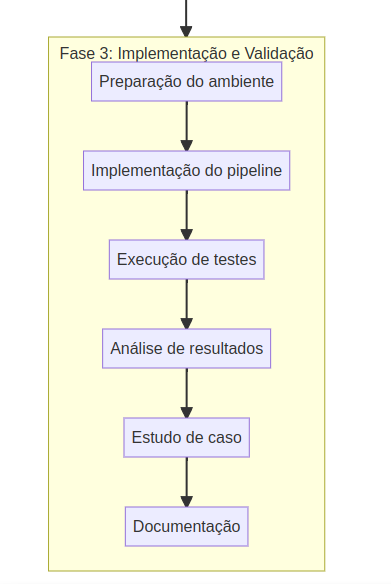 Fase 3: Implementação e Validação
Preparação do ambiente
Implementação do pipeline
Execução de testes
Análise de resultados
Estudo de caso
Documentação